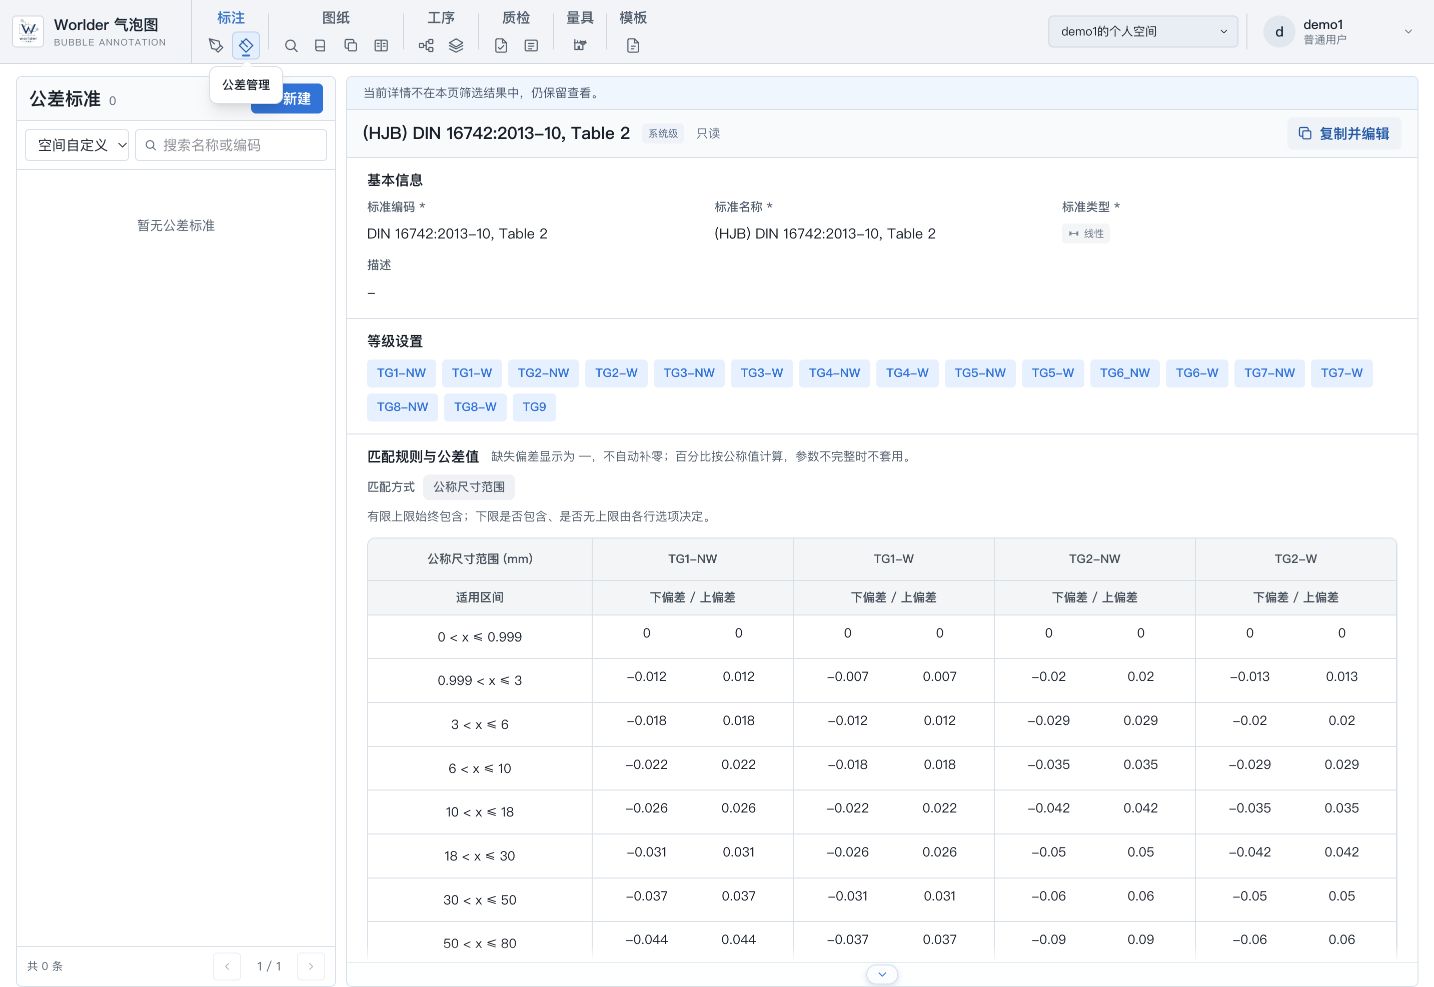 Worlder 气泡图
BUBBLE ANNOTATION
标注
图纸
工序
质检
量具
模板
demo1的个人空间
d
demo1
普通用户
公差管理
公差标准 0
新建
空间自定义
搜索名称或编码
暂无公差标准
共 0 条
1 / 1
当前详情不在本页筛选结果中，仍保留查看。
(HJB) DIN 16742:2013-10, Table 2 系统级 只读
复制并编辑
基本信息
标准编码 * 标准名称 * 标准类型 *
DIN 16742:2013-10, Table 2 (HJB) DIN 16742:2013-10, Table 2 线性
描述
–
等级设置
TG1-NW TG1-W TG2-NW TG2-W TG3-NW TG3-W TG4-NW TG4-W TG5-NW TG5-W TG6_NW TG6-W TG7-NW TG7-W
TG8-NW TG8-W TG9
匹配规则与公差值 缺失偏差显示为 —，不自动补零；百分比按公称值计算，参数不完整时不套用。
匹配方式 公称尺寸范围
有限上限始终包含；下限是否包含、是否无上限由各行选项决定。
公称尺寸范围 (mm) TG1-NW TG1-W TG2-NW TG2-W
适用区间 下偏差 / 上偏差 下偏差 / 上偏差 下偏差 / 上偏差 下偏差 / 上偏差
0 < x ≤ 0.999 0 0 0 0 0 0 0 0
0.999 < x ≤ 3 -0.012 0.012 -0.007 0.007 -0.02 0.02 -0.013 0.013
3 < x ≤ 6 -0.018 0.018 -0.012 0.012 -0.029 0.029 -0.02 0.02
6 < x ≤ 10 -0.022 0.022 -0.018 0.018 -0.035 0.035 -0.029 0.029
10 < x ≤ 18 -0.026 0.026 -0.022 0.022 -0.042 0.042 -0.035 0.035
18 < x ≤ 30 -0.031 0.031 -0.026 0.026 -0.05 0.05 -0.042 0.042
30 < x ≤ 50 -0.037 0.037 -0.031 0.031 -0.06 0.06 -0.05 0.05
50 < x ≤ 80 -0.044 0.044 -0.037 0.037 -0.09 0.09 -0.06 0.06